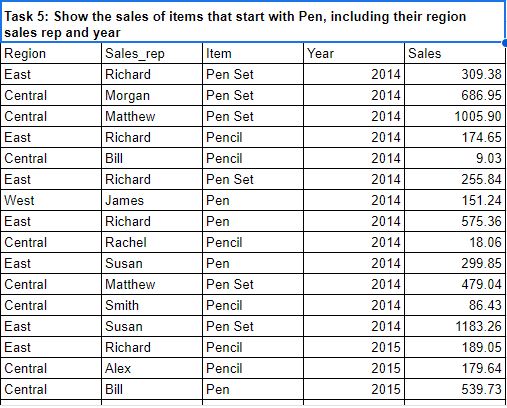 Task 5: Show the sales of items that start with Pen, including their region
sales rep and year
Region Sales_rep Item Year Sales
East Richard Pen Set 2014 309.38
Central Morgan Pen Set 2014 686.95
Central Matthew Pen Set 2014 1005.90
East Richard Pencil 2014 174.65
Central Bill Pencil 2014 9.03
East Richard Pen Set 2014 255.84
West James Pen 2014 151.24
East Richard Pen 2014 575.36
Central Rachel Pencil 2014 18.06
East Susan Pen 2014 299.85
Central Matthew Pen Set 2014 479.04
Central Smith Pencil 2014 86.43
East Susan Pen Set 2014 1183.26
East Richard Pencil 2015 189.05
Central Alex Pencil 2015 179.64
Central Bill Pen 2015 539.73